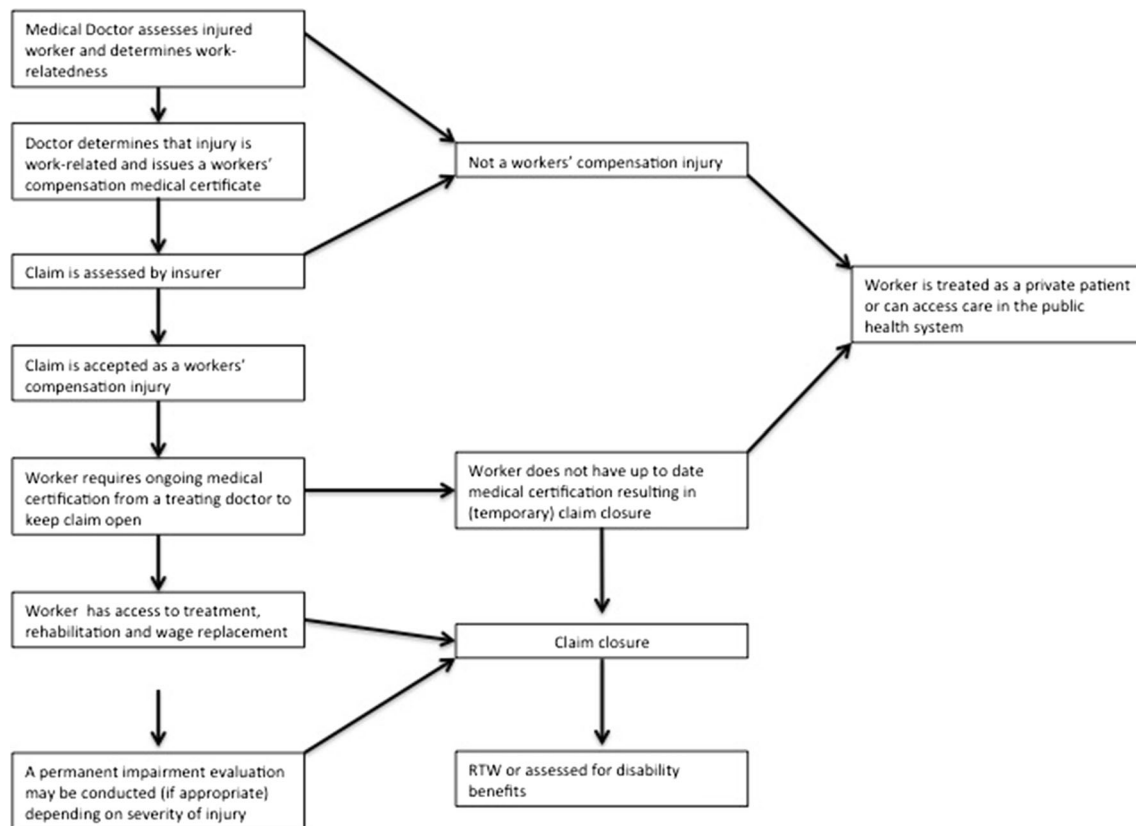 Medical Doctor assesses injured
worker and determines work-
relatedness
Doctor determines that injury is
work-related and issues a workers'
compensation medical certificate
Not a workers' compensation injury
Claim is assessed by insurer
Worker is treated as a private patient
or can access care in the public
health system
Claim is accepted as a workers'
compensation injury
Worker requires ongoing medical
certification from a treating doctor to
keep claim open
Worker does not have up to date
medical certification resulting in
(temporary) claim closure
Worker has access to treatment,
rehabilitation and wage replacement
Claim closure
A permanent impairment evaluation
may be conducted (if appropriate)
depending on severity of injury
RTW or assessed for disability
benefits